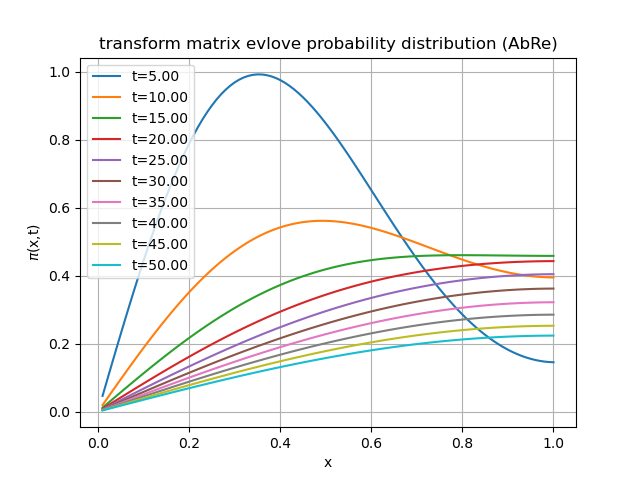 transform matrix evlove probability distribution (AbRe)
t=5.00
t=10.00
t=15.00
t=20.00
t=25.00
t=30.00
t=35.00
t=40.00
t=45.00
t=50.00
1.0
0.8
0.6
0.4
0.2
0.0
π(x,t)
0.0 0.2 0.4 0.6 0.8 1.0
x